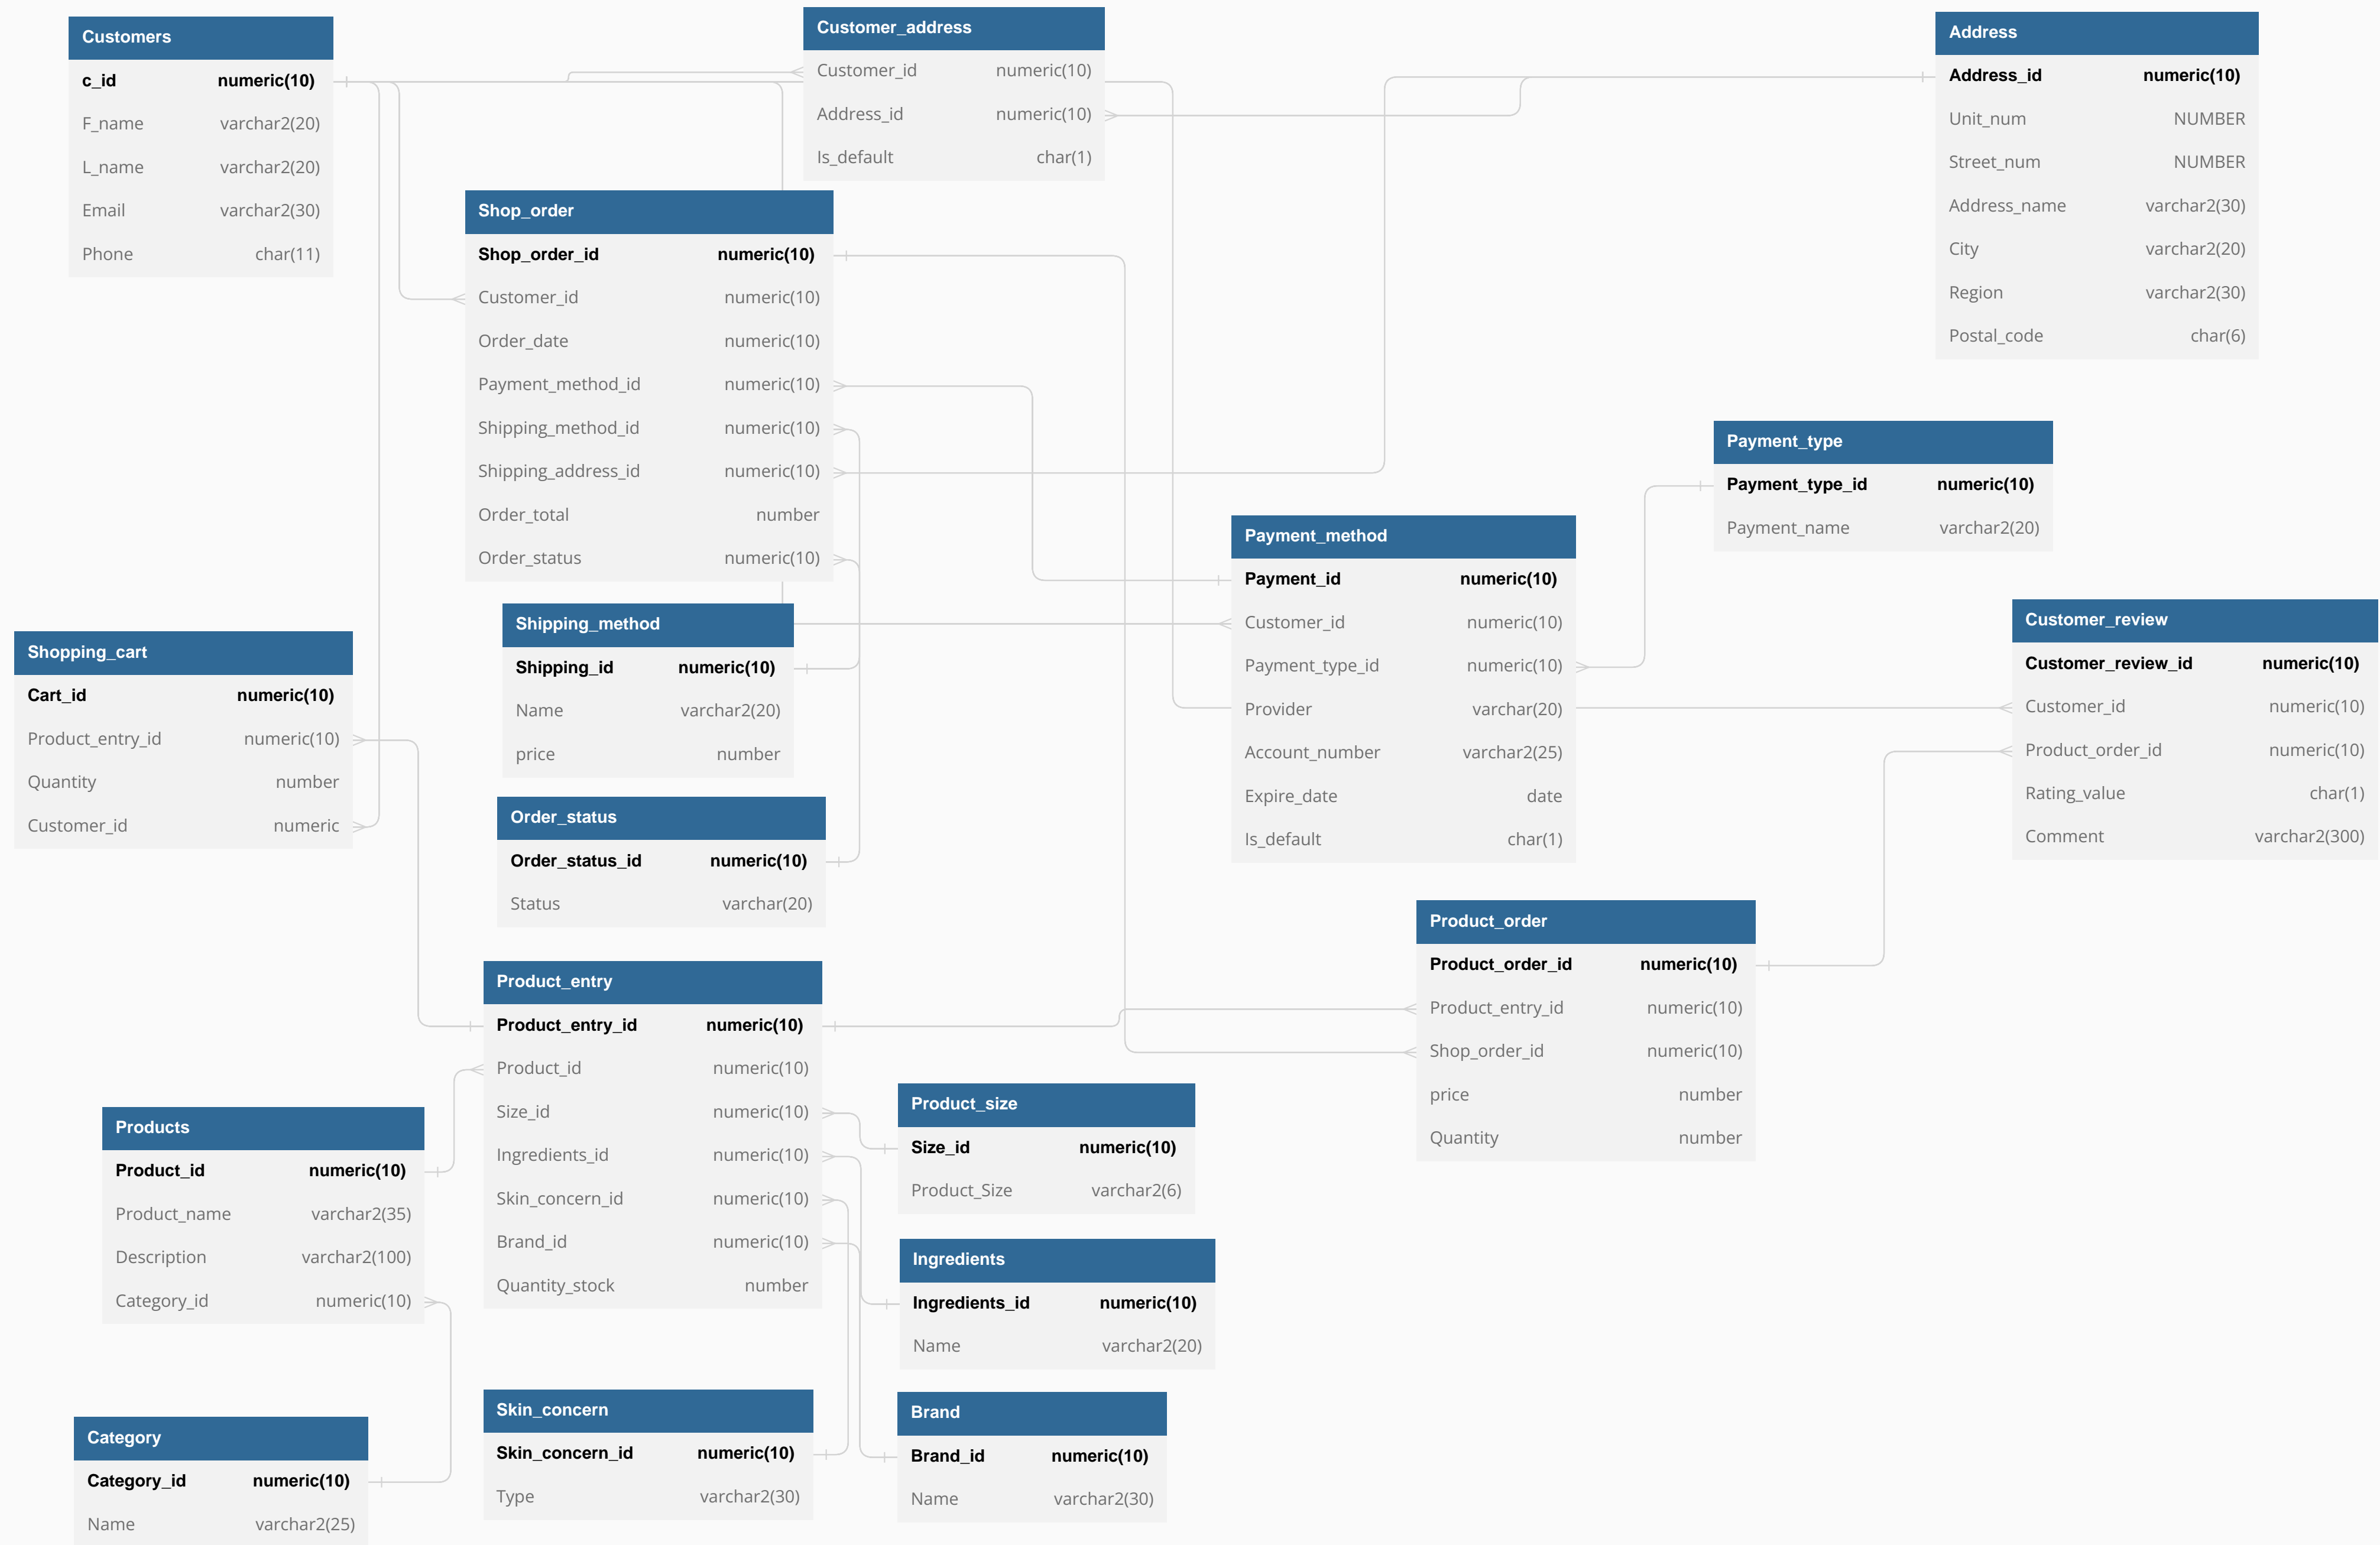 Customers
c_id numeric(10)
F_name varchar2(20)
L_name varchar2(20)
Email varchar2(30)
Phone char(11)
Customer_address
Customer_id numeric(10)
Address_id numeric(10)
Is_default char(1)
Address
Address_id numeric(10)
Unit_num NUMBER
Street_num NUMBER
Address_name varchar2(30)
City varchar2(20)
Region varchar2(30)
Postal_code char(6)
Shop_order
Shop_order_id numeric(10)
Customer_id numeric(10)
Order_date numeric(10)
Payment_method_id numeric(10)
Shipping_method_id numeric(10)
Shipping_address_id numeric(10)
Order_total number
Order_status numeric(10)
Payment_type
Payment_type_id numeric(10)
Payment_name varchar2(20)
Payment_method
Payment_id numeric(10)
Customer_id numeric(10)
Payment_type_id numeric(10)
Provider varchar(20)
Account_number varchar2(25)
Expire_date date
Is_default char(1)
Customer_review
Customer_review_id numeric(10)
Customer_id numeric(10)
Product_order_id numeric(10)
Rating_value char(1)
Comment varchar2(300)
Shopping_cart
Cart_id numeric(10)
Product_entry_id numeric(10)
Quantity number
Customer_id numeric
Shipping_method
Shipping_id numeric(10)
Name varchar2(20)
price number
Order_status
Order_status_id numeric(10)
Status varchar(20)
Product_order
Product_order_id numeric(10)
Product_entry_id numeric(10)
Shop_order_id numeric(10)
price number
Quantity number
Product_entry
Product_entry_id numeric(10)
Product_id numeric(10)
Size_id numeric(10)
Ingredients_id numeric(10)
Skin_concern_id numeric(10)
Brand_id numeric(10)
Quantity_stock number
Product_size
Size_id numeric(10)
Product_Size varchar2(6)
Products
Product_id numeric(10)
Product_name varchar2(35)
Description varchar2(100)
Category_id numeric(10)
Ingredients
Ingredients_id numeric(10)
Name varchar2(20)
Skin_concern
Skin_concern_id numeric(10)
Type varchar2(30)
Brand
Brand_id numeric(10)
Name varchar2(30)
Category
Category_id numeric(10)
Name varchar2(25)